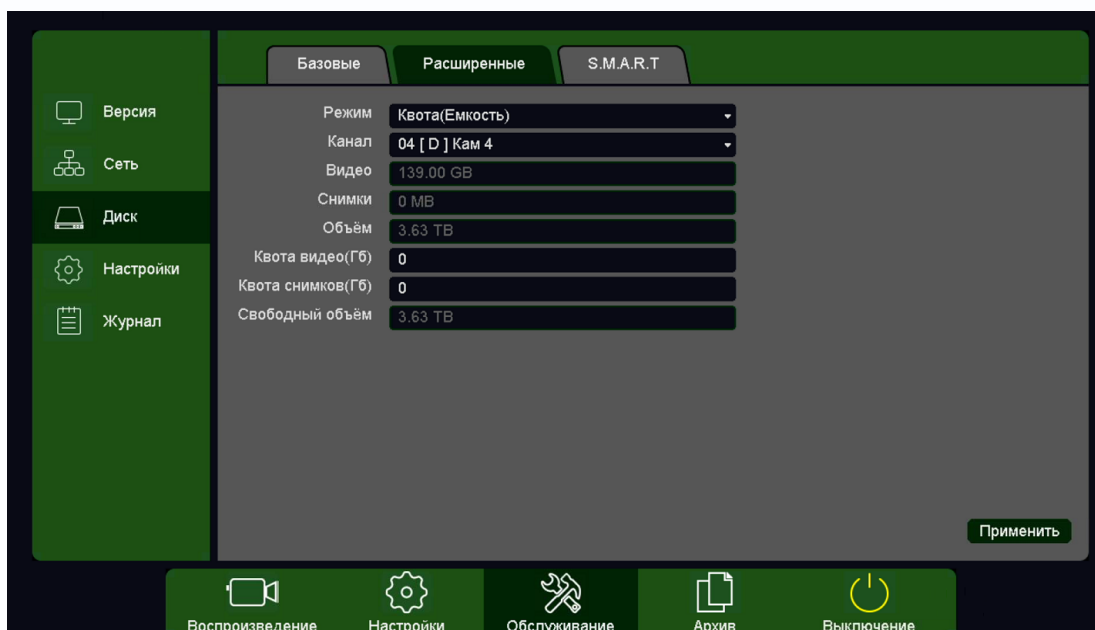 Базовые
Расширенные
S.M.A.R.T
Версия
Сеть
Диск
Настройки
Журнал
Режим Квота(Емкость)
Канал 04 [ D ] Кам 4
Видео 139.00 GB
Снимки 0 MB
Объём 3.63 TB
Квота видео(Гб) 0
Квота снимков(Гб) 0
Свободный объём 3.63 TB
Применить
Воспроизведение
Настройки
Обслуживание
Архив
Выключение